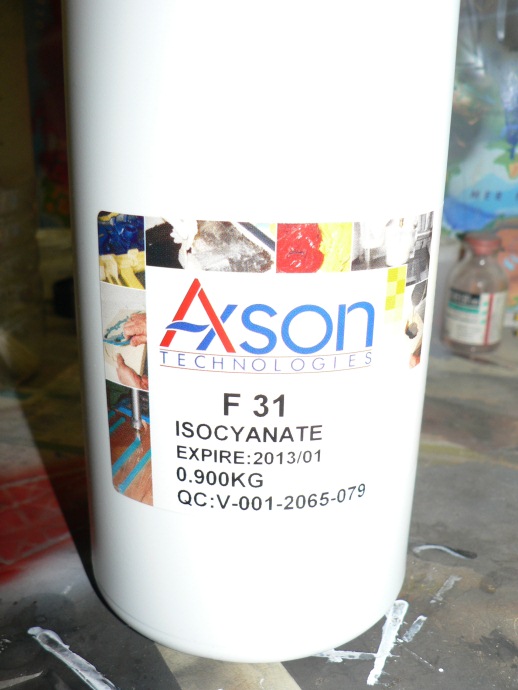 Axson
TECHNOLOGIES
F 31
ISOCYANATE
EXPIRE:2013/01
0.900KG
QC:V-001-2065-079